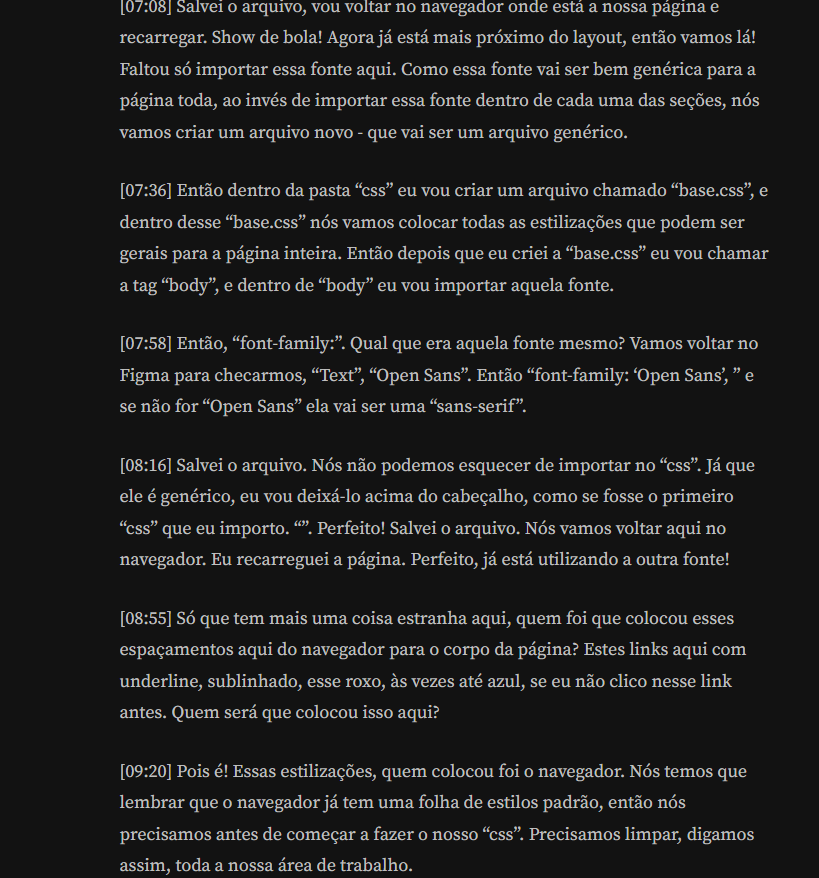 [07:08] Salvei o arquivo, vou voltar no navegador onde está a nossa página e
recarregar. Show de bola! Agora já está mais próximo do layout, então vamos lá!
Faltou só importar essa fonte aqui. Como essa fonte vai ser bem genérica para a
página toda, ao invés de importar essa fonte dentro de cada uma das seções, nós
vamos criar um arquivo novo - que vai ser um arquivo genérico.
[07:36] Então dentro da pasta “css” eu vou criar um arquivo chamado “base.css”, e
dentro desse “base.css” nós vamos colocar todas as estilizações que podem ser
gerais para a página inteira. Então depois que eu criei a “base.css” eu vou chamar
a tag “body”, e dentro de “body” eu vou importar aquela fonte.
[07:58] Então, “font-family:”. Qual que era aquela fonte mesmo? Vamos voltar no
Figma para checarmos, “Text”, “Open Sans”. Então “font-family: ‘Open Sans’, ” e
se não for “Open Sans” ela vai ser uma “sans-serif”.
[08:16] Salvei o arquivo. Nós não podemos esquecer de importar no “css”. Já que
ele é genérico, eu vou deixá-lo acima do cabeçalho, como se fosse o primeiro
“css” que eu importo. “”. Perfeito! Salvei o arquivo. Nós vamos voltar aqui no
navegador. Eu recarreguei a página. Perfeito, já está utilizando a outra fonte!
[08:55] Só que tem mais uma coisa estranha aqui, quem foi que colocou esses
espaçamentos aqui do navegador para o corpo da página? Estes links aqui com
underline, sublinhado, esse roxo, às vezes até azul, se eu não clico nesse link
antes. Quem será que colocou isso aqui?
[09:20] Pois é! Essas estilizações, quem colocou foi o navegador. Nós temos que
lembrar que o navegador já tem uma folha de estilos padrão, então nós
precisamos antes de começar a fazer o nosso “css”. Precisamos limpar, digamos
assim, toda a nossa área de trabalho.